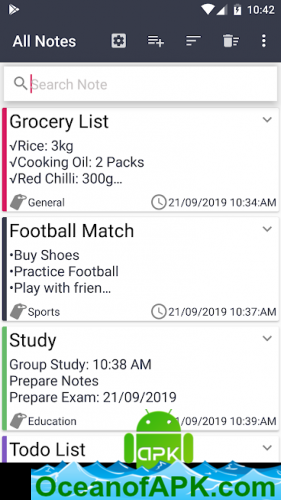 10:42
All Notes
Search Note
Grocery List
√Rice: 3kg
√Cooking Oil: 2 Packs
√Red Chilli: 300g...
General 21/09/2019 10:34:AM
Football Match
•Buy Shoes
•Practice Football
•Play with frien...
Sports 21/09/2019 10:37:AM
Study
Group Study: 10:38 AM
Prepare Notes
Prepare Exam: 21/09/2019
Education 21/09/2019 10:39:AM
Todo List
apk
OceanofAPK.com